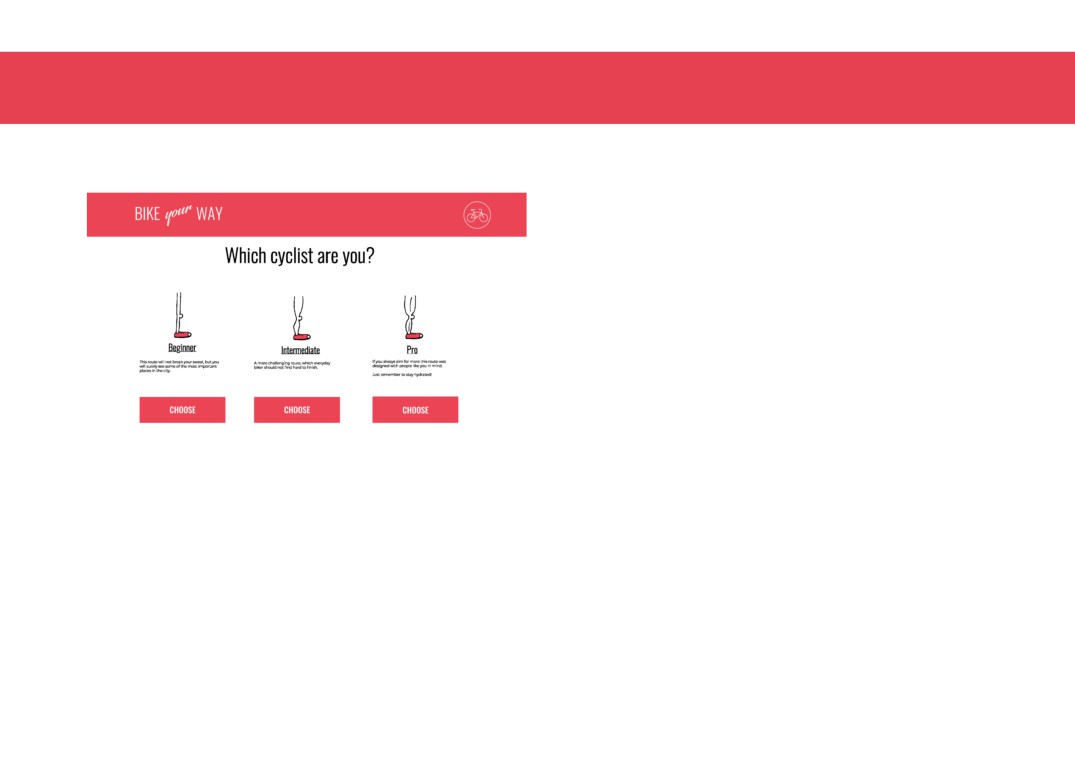 BIKE your WAY
Which cyclist are you?
Beginner
This route will not break your sweat, but you
will surely see some of the most important
places in the city.
CHOOSE
Intermediate
A more challenging route, which everyday
biker should not find hard to finish.
CHOOSE
Pro
If you always aim for more this route was
designed with people like you in mind.
Just remember to stay hydrated!
CHOOSE